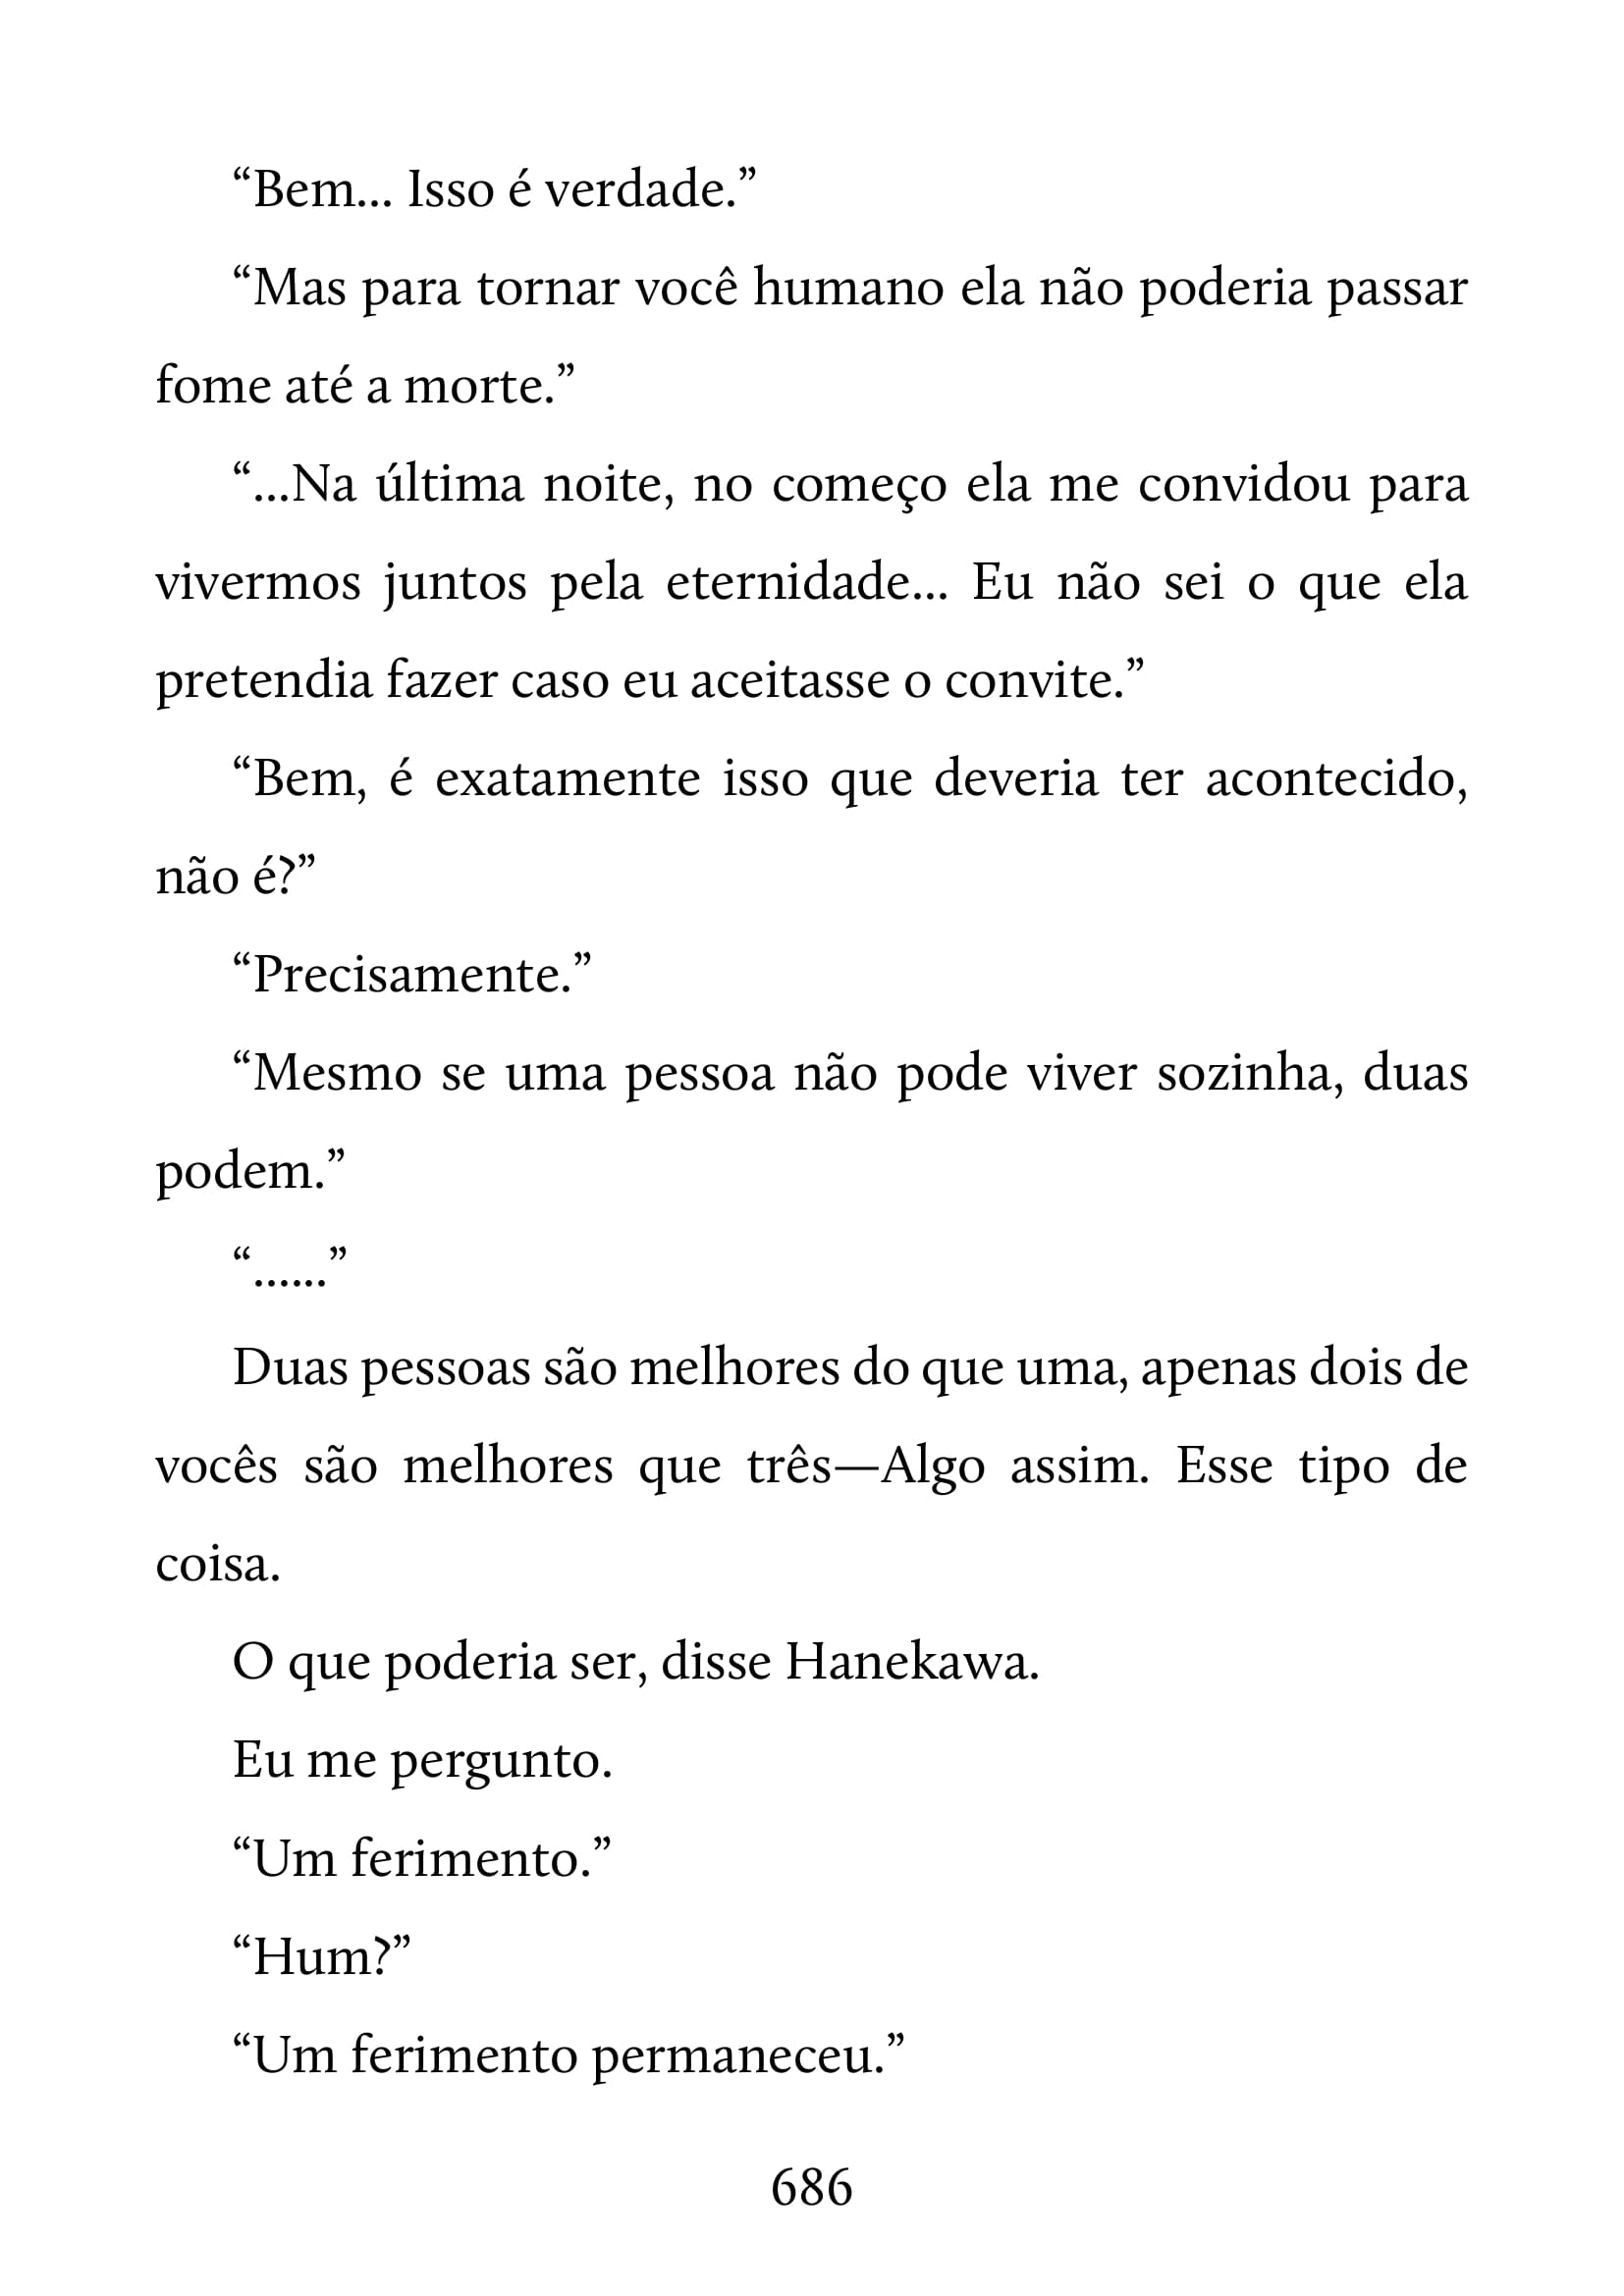 “Bem... Isso é verdade.”
“Mas para tornar você humano ela não poderia passar
fome até a morte.”
“...Na última noite, no começo ela me convidou para
vivermos juntos pela eternidade... Eu não sei o que ela
pretendia fazer caso eu aceitasse o convite.”
“Bem, é exatamente isso que deveria ter acontecido,
não é?”
“Precisamente.”
“Mesmo se uma pessoa não pode viver sozinha, duas
podem.”
“......”
Duas pessoas são melhores do que uma, apenas dois de
vocês são melhores que três—Algo assim. Esse tipo de
coisa.
O que poderia ser, disse Hanekawa.
Eu me pergunto.
“Um ferimento.”
“Hum?”
“Um ferimento permaneceu.”
686